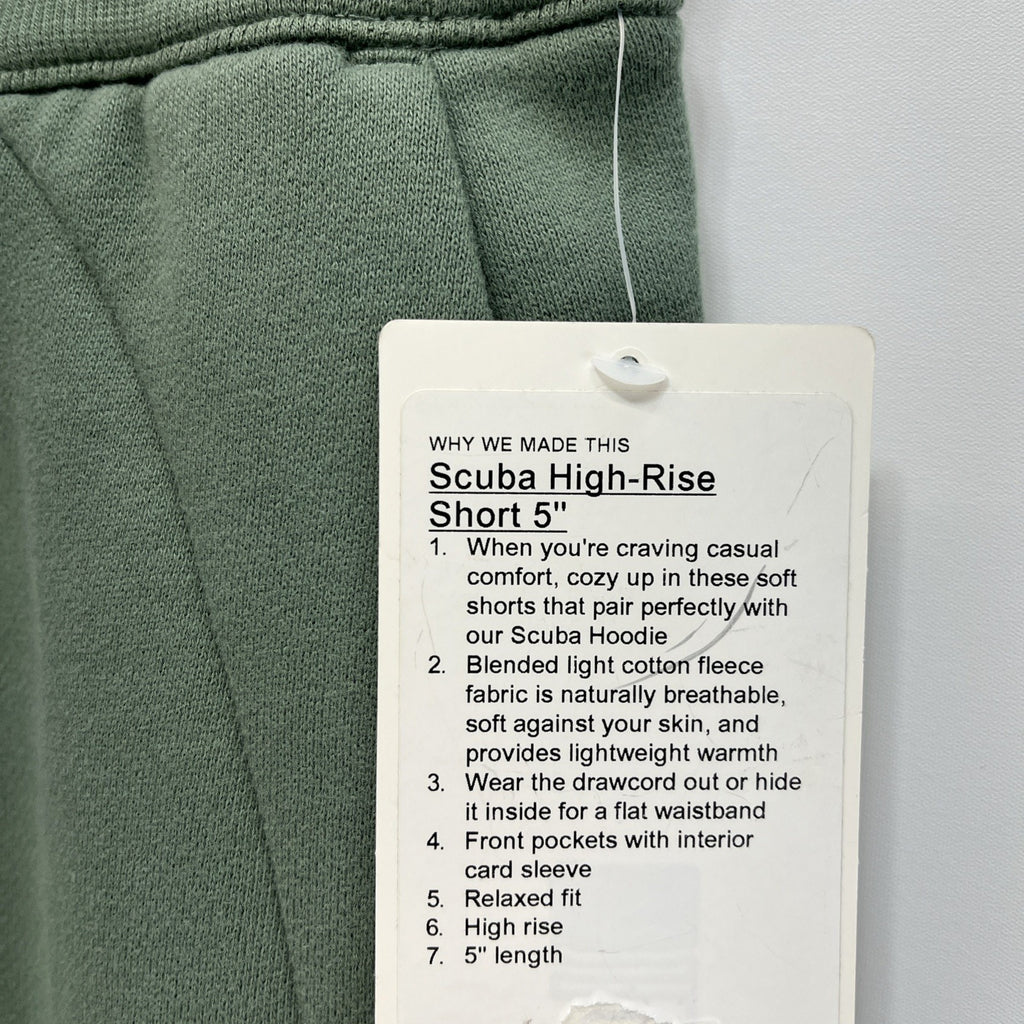 WHY WE MADE THIS
Scuba High-Rise
Short 5"
1. When you're craving casual
comfort, cozy up in these soft
shorts that pair perfectly with
our Scuba Hoodie
2. Blended light cotton fleece
fabric is naturally breathable,
soft against your skin, and
provides lightweight warmth
3. Wear the drawcord out or hide
it inside for a flat waistband
4. Front pockets with interior
card sleeve
5. Relaxed fit
6. High rise
7. 5" length